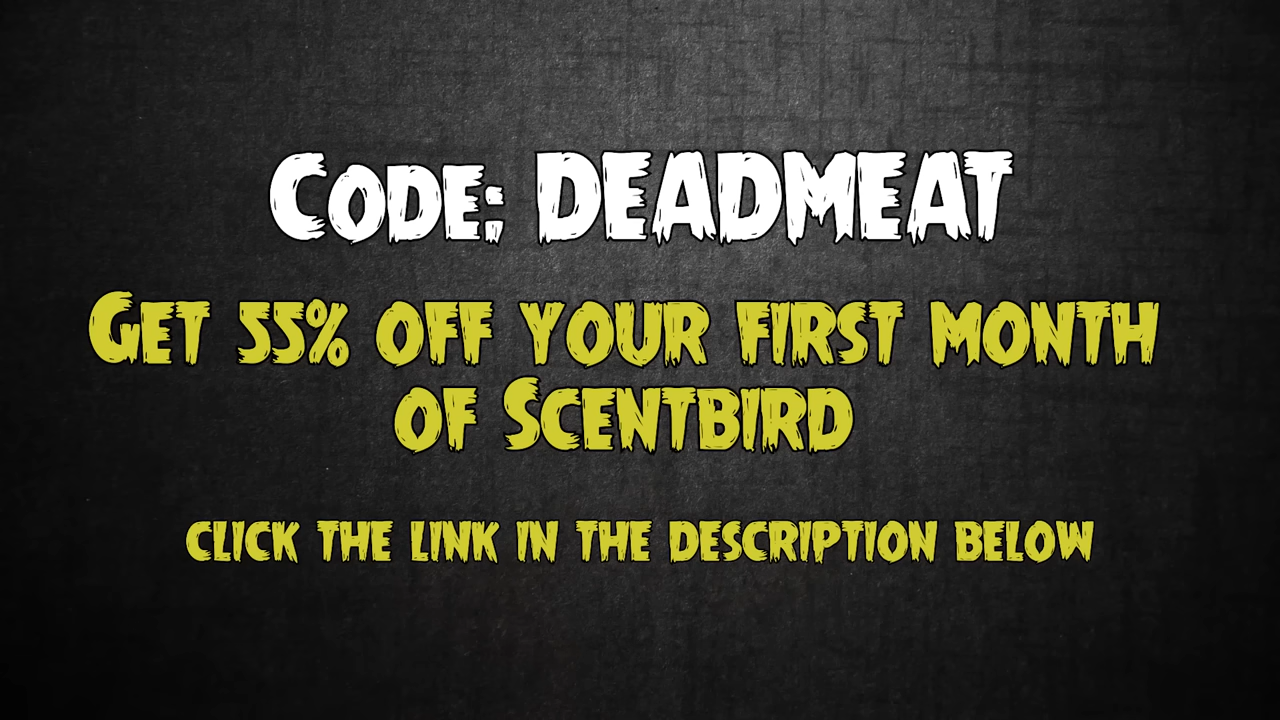 Code: DEADMEAT
Get 55% off your first month
of Scentbird
click the link in the description below